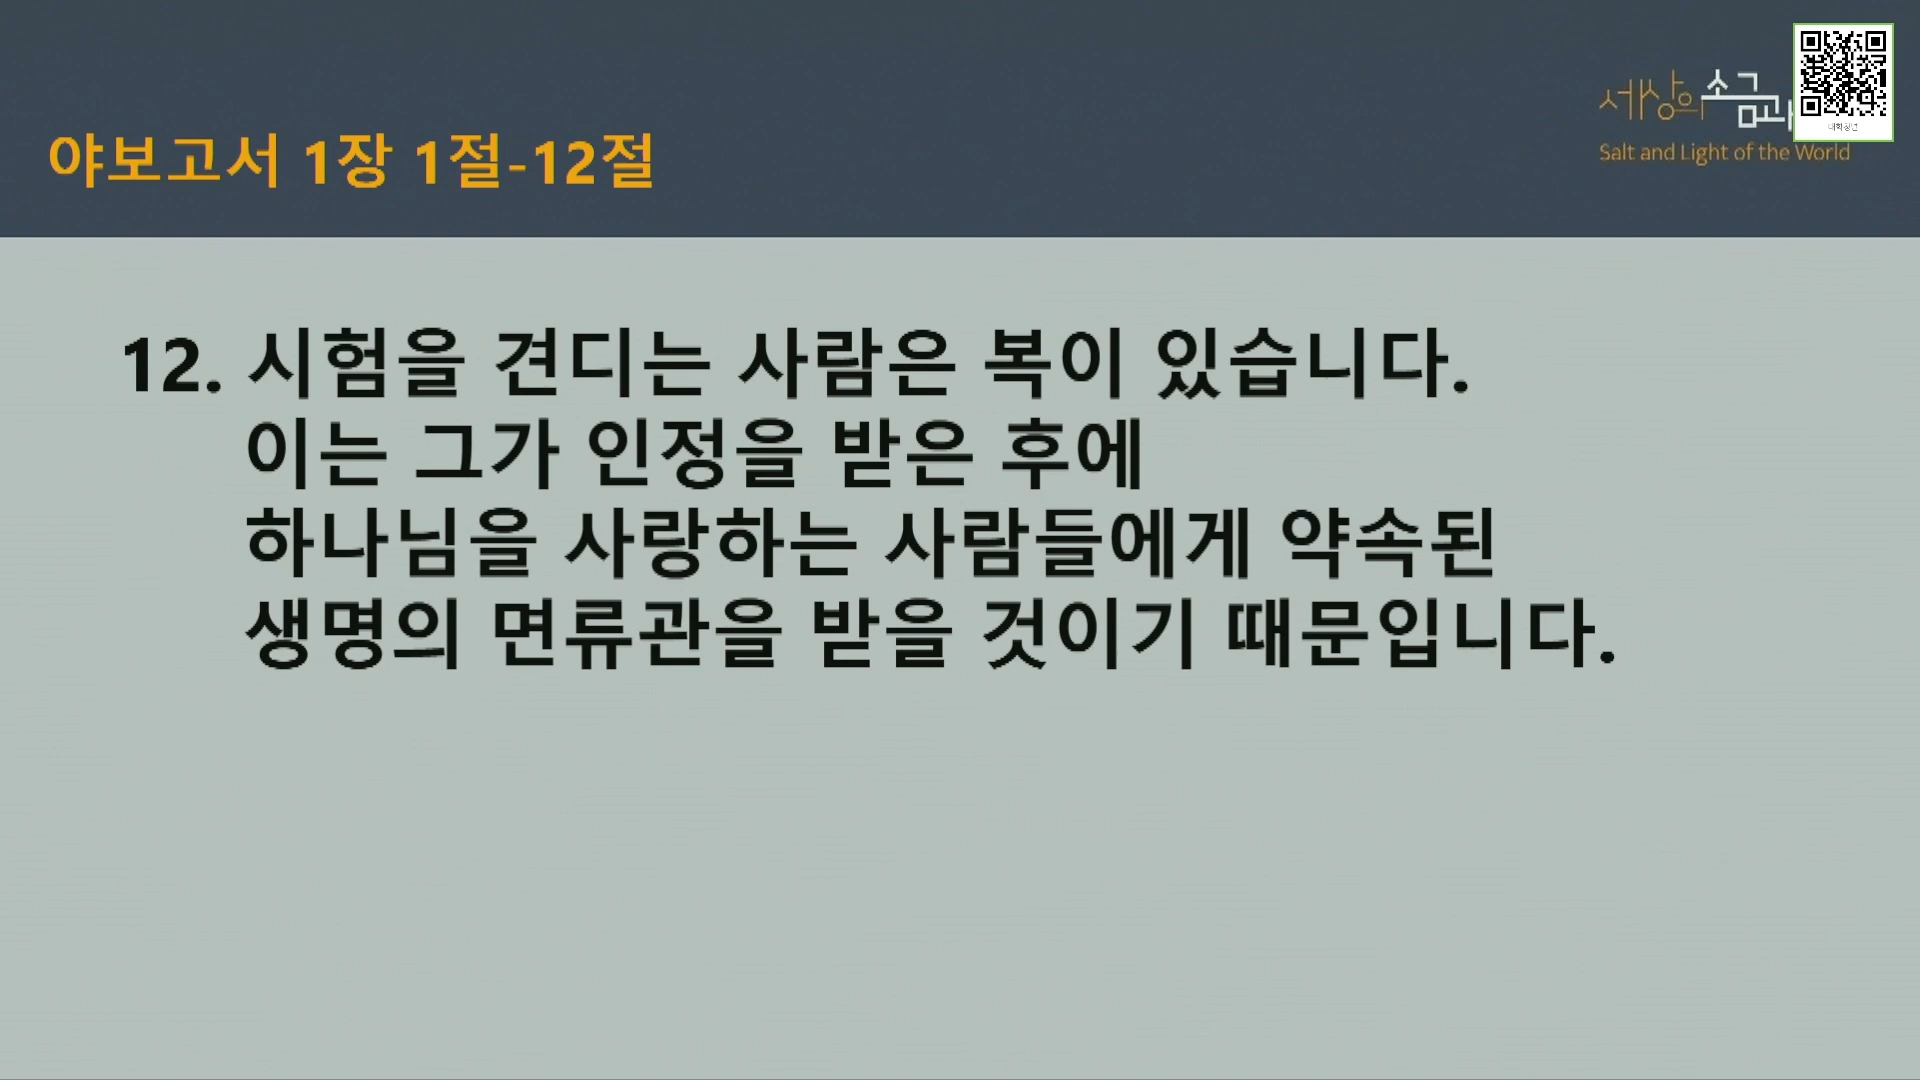 야보고서 1장 1절-12절
세상의 소금과
Salt and Light of the World
대학청년
12. 시험을 견디는 사람은 복이 있습니다.
이는 그가 인정을 받은 후에
하나님을 사랑하는 사람들에게 약속된
생명의 면류관을 받을 것이기 때문입니다.